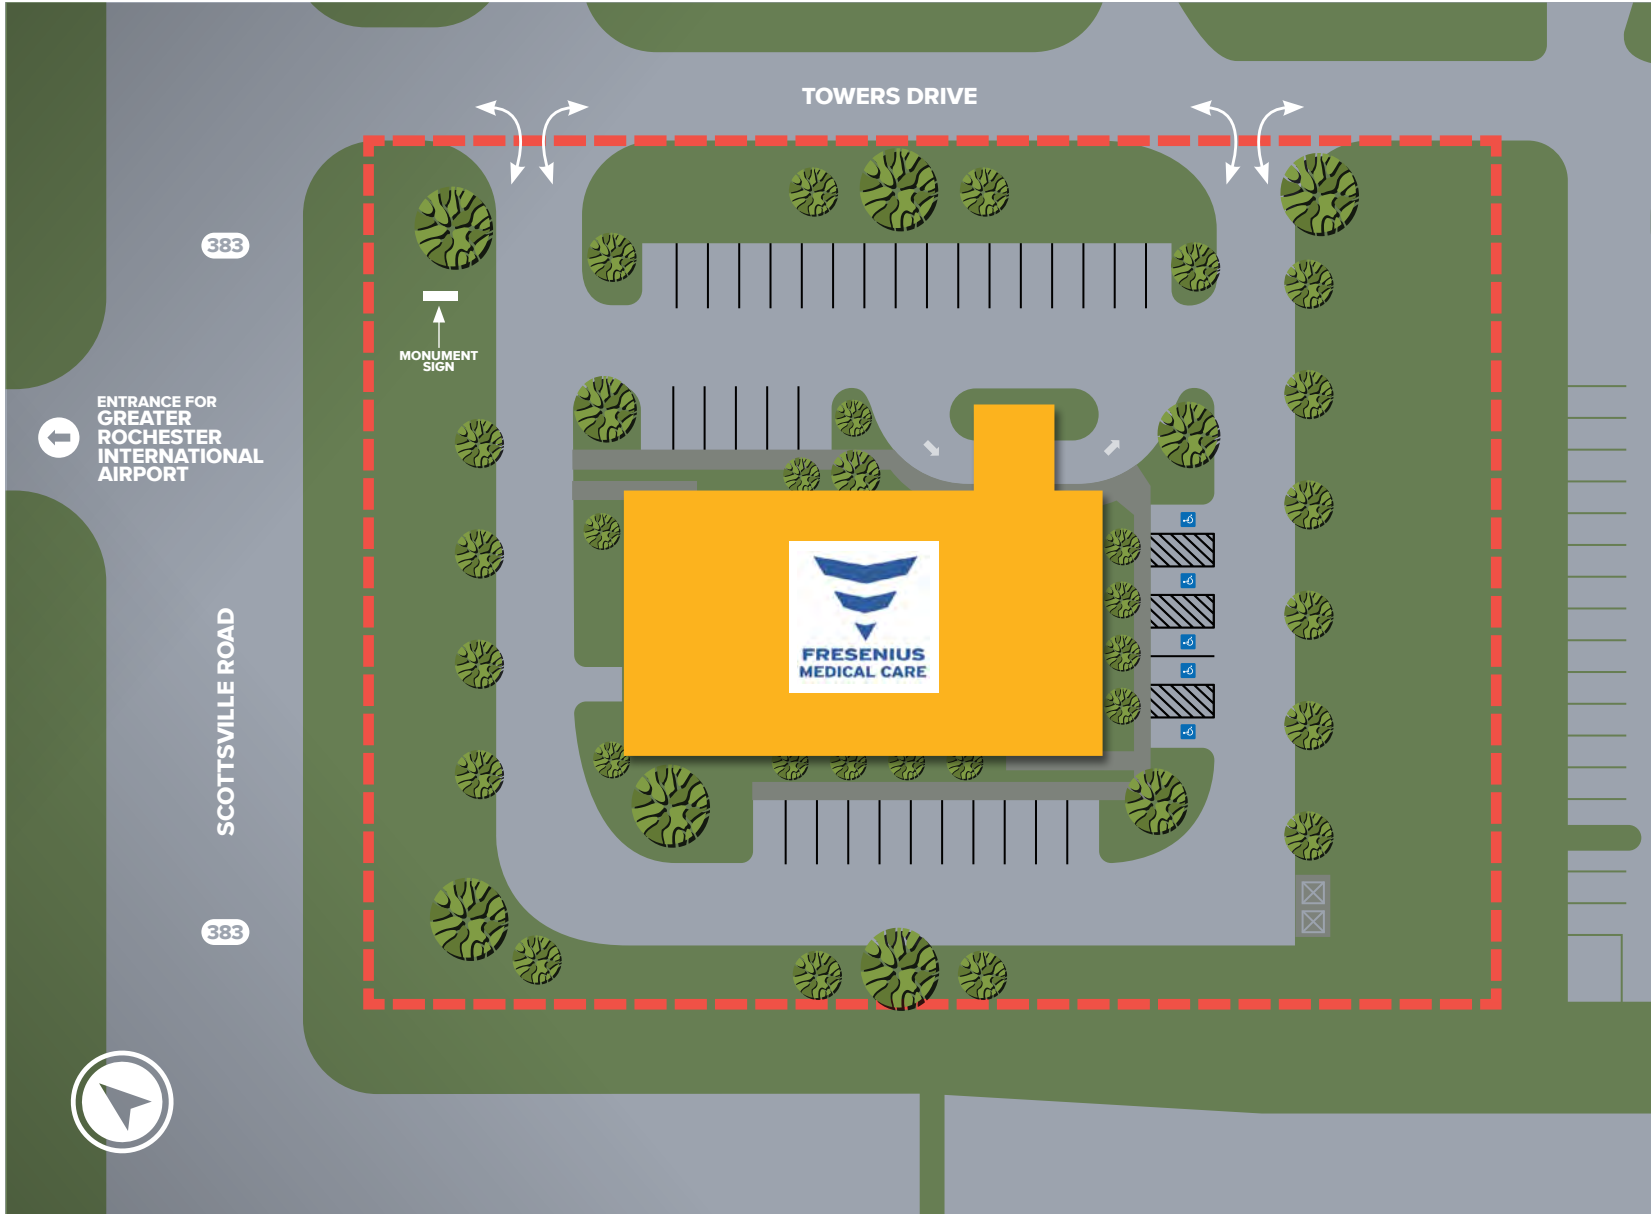 TOWERS DRIVE
383
MONUMENT
SIGN
ENTRANCE FOR
GREATER
ROCHESTER
INTERNATIONAL
AIRPORT
FRESENIUS
MEDICAL CARE
SCOTTSVILLE ROAD
383